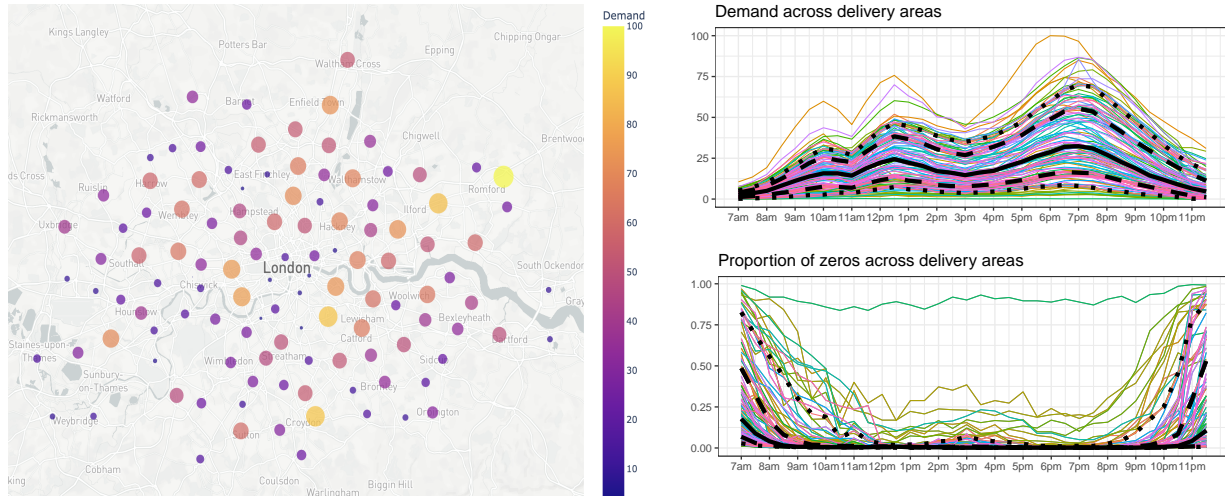 Kings Langley
Potters Bar
Epping
Chipping Ongar
Waltham Cross
Watford
Barnet
Enfield Town
Rickmansworth
Chigwell
Brentwood
Harrow
East Finchley
Walthamstow
Ruislip
Romford
Wembley
Hampstead
Ilford
Uxbridge
Hackney
Southall
London
South Ockendon
Chiswick
Woolwich
Hounslow
Lewisham
Bexleyheath
Staines-upon-
Thames
Catford
Dartford
Wimbledon
Streatham
Sidcup
Sunbury-
on-Thames
Bromley
Weybridge
Croydon
Orpington
Sutton
Cobham
Coulsdon
Biggin Hill
Warlingham
Demand
100
90
80
70
60
50
40
30
20
10
Demand across delivery areas
100
75
50
25
0
7am 8am 9am 10am 11am 12pm 1pm 2pm 3pm 4pm 5pm 6pm 7pm 8pm 9pm 10pm 11pm
Proportion of zeros across delivery areas
1.00
0.75
0.50
0.25
0.00
7am 8am 9am 10am 11am 12pm 1pm 2pm 3pm 4pm 5pm 6pm 7pm 8pm 9pm 10pm 11pm